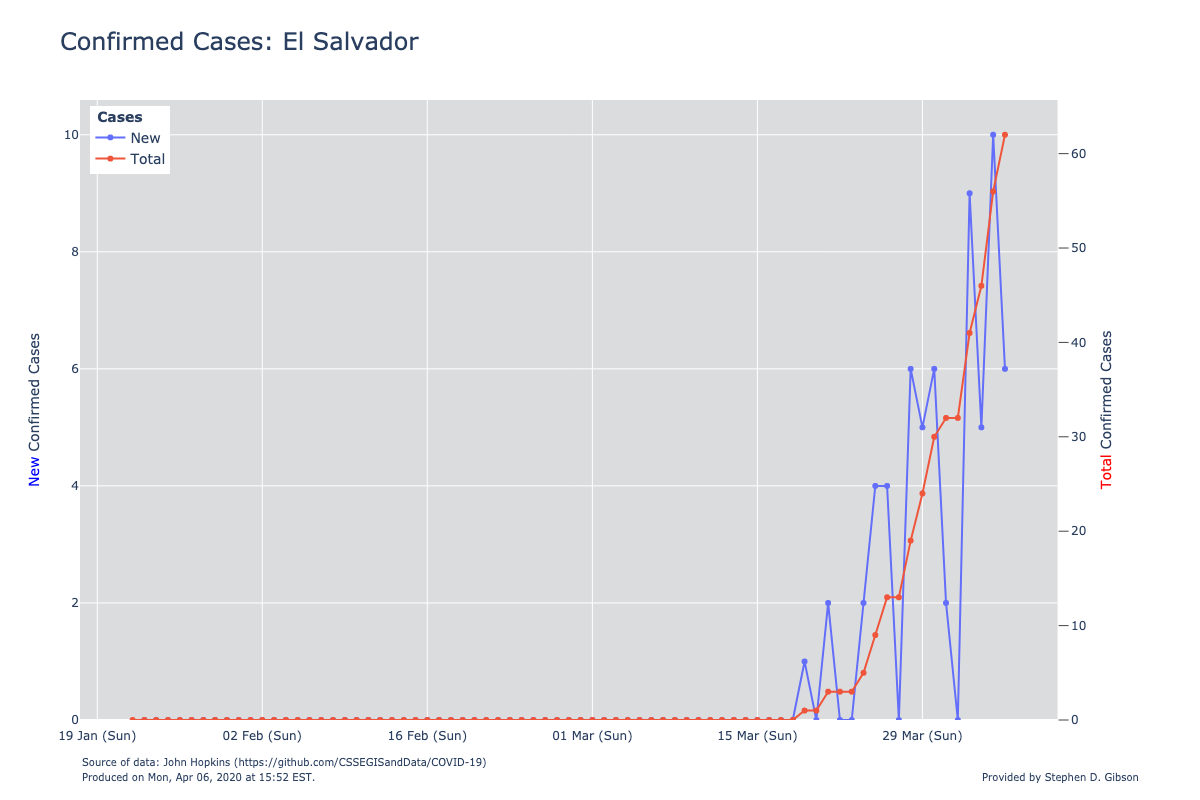 Confirmed Cases: El Salvador
Cases
New
Total
10
8
6
4
2
0
New Confirmed Cases
60
50
40
30
20
10
0
Total Confirmed Cases
19 Jan (Sun)
02 Feb (Sun)
16 Feb (Sun)
01 Mar (Sun)
15 Mar (Sun)
29 Mar (Sun)
Source of data: John Hopkins (https://github.com/CSSEGISandData/COVID-19)
Produced on Mon, Apr 06, 2020 at 15:52 EST.
Provided by Stephen D. Gibson